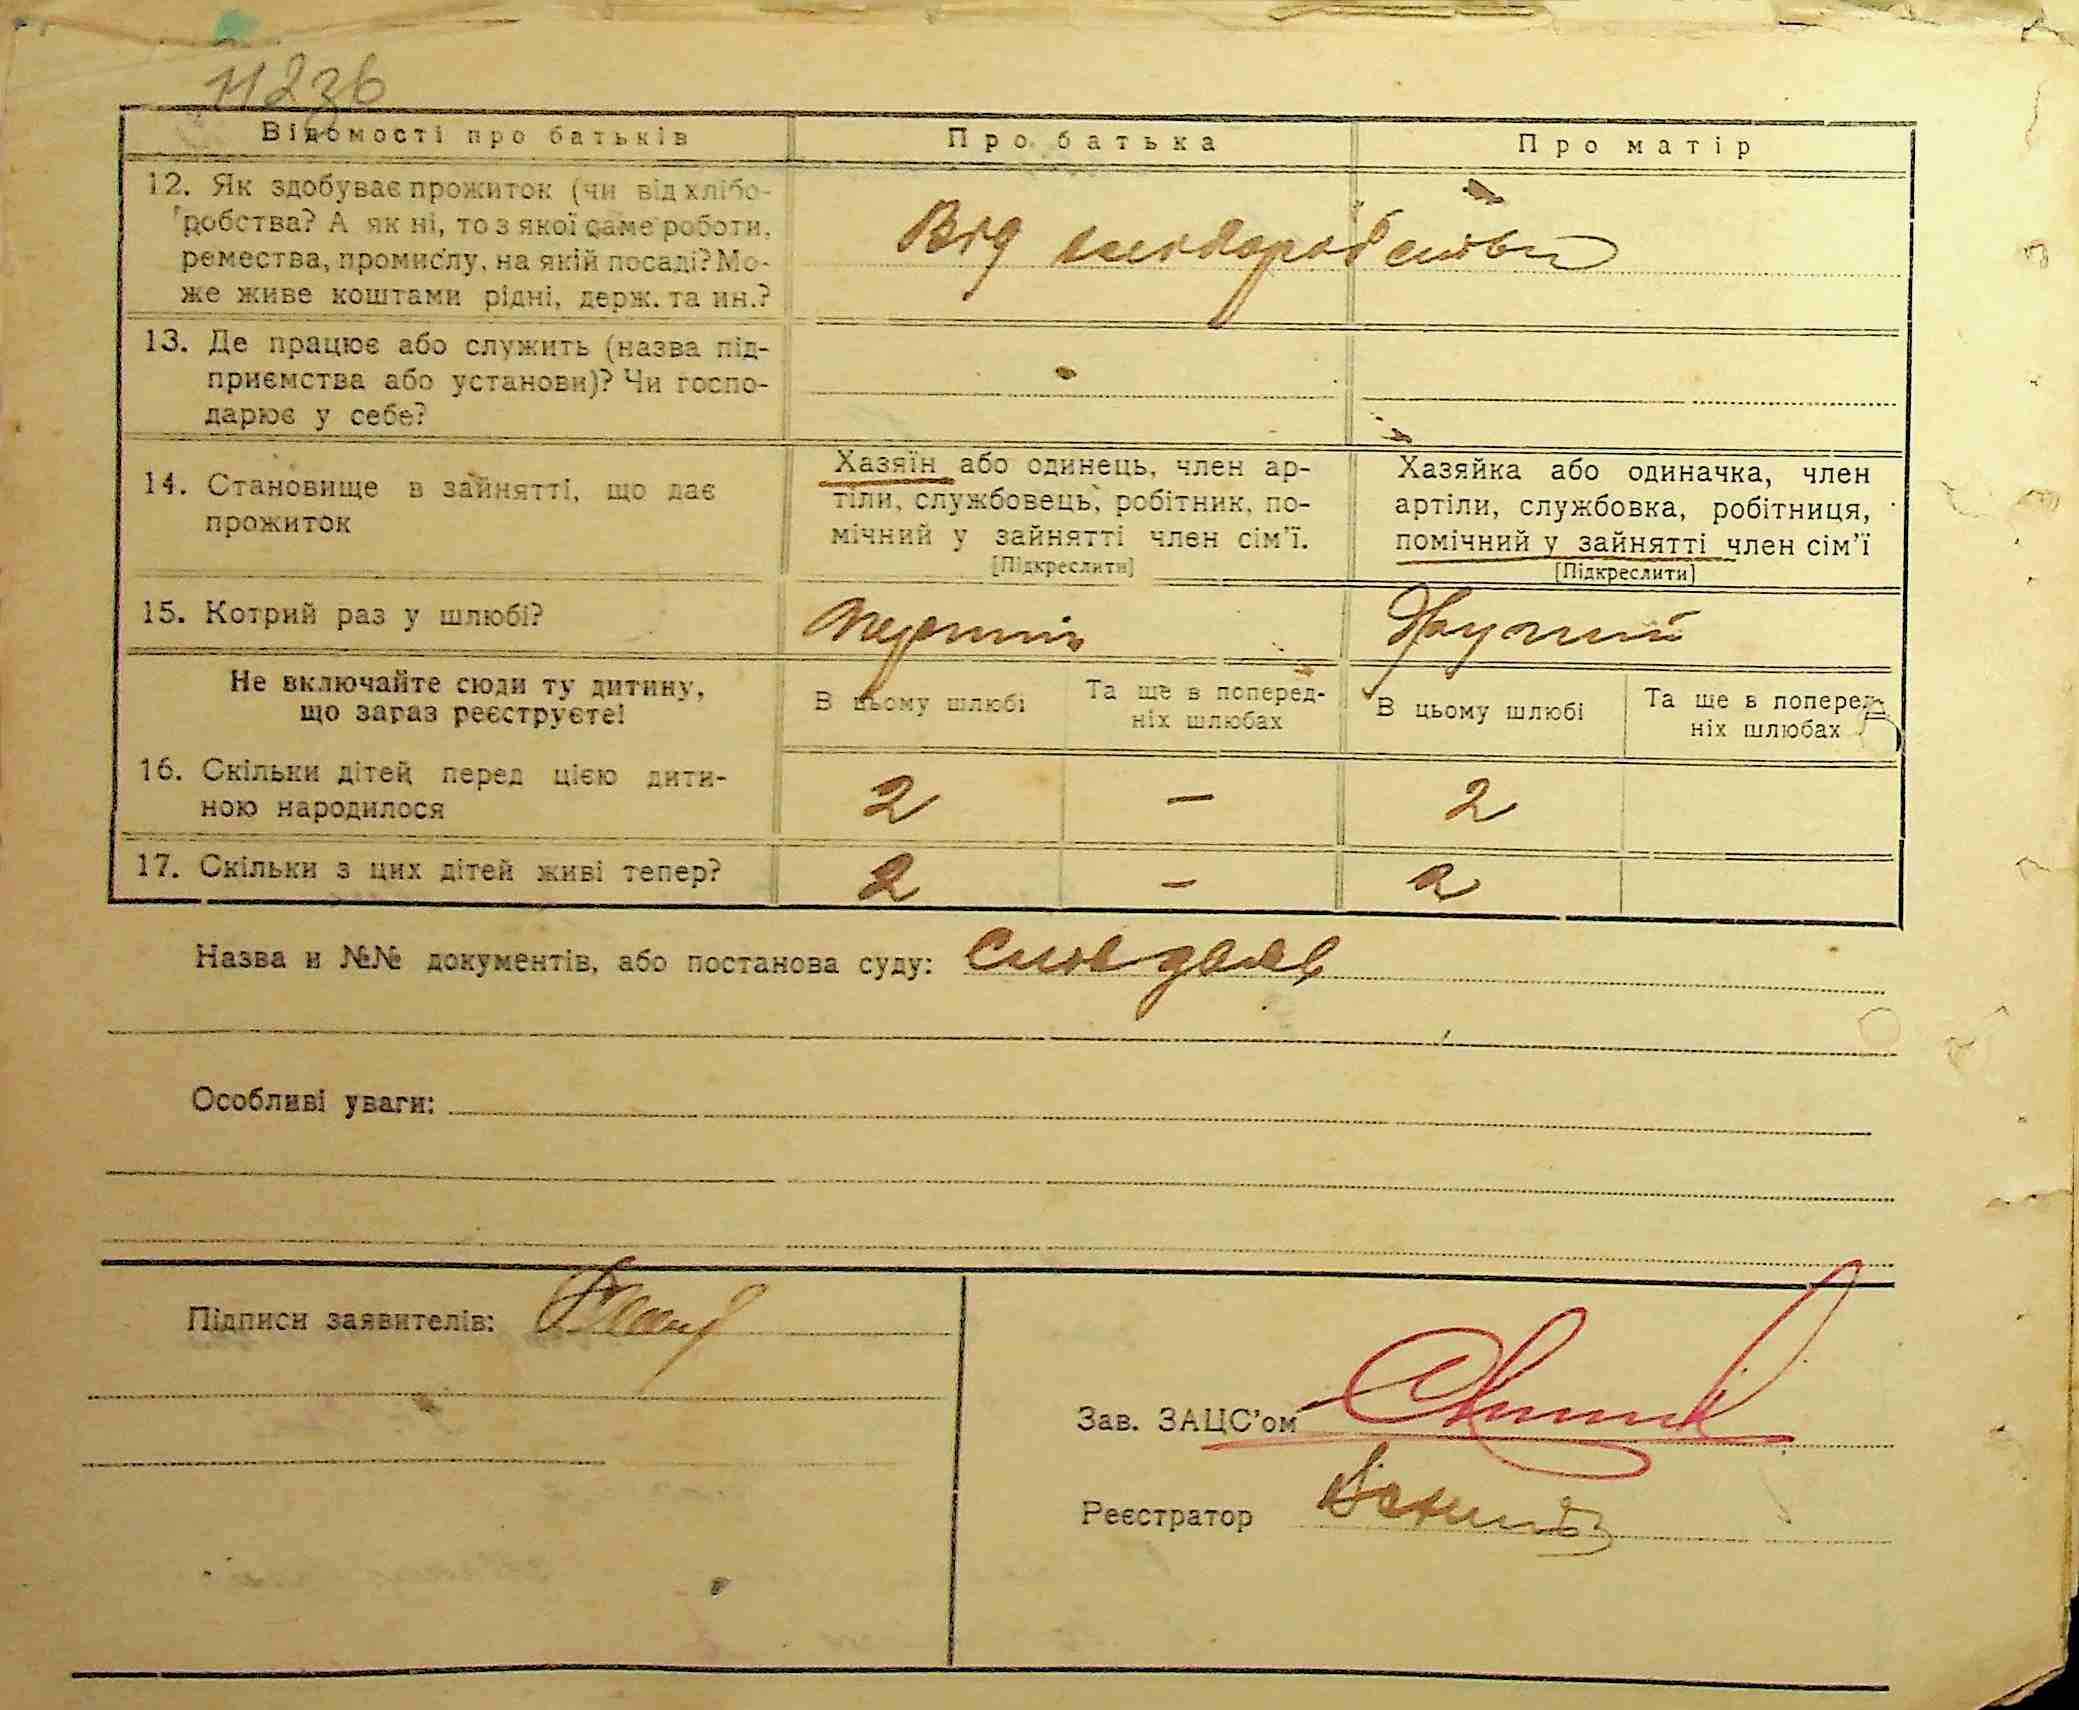 112зв
Відомості про батьків
Про батька
Про матір
12. Як здобуває прожиток (чи від хлібо-
робства? А як ні, то з якої саме роботи,
ремества, промислу, на якій посаді? Мо-
же живе коштами рідні, держ. та ин.?
Від хліборобства
13. Де працює або служить (назва під-
приємства або установи)? Чи госпо-
дарює у себе?
14. Становище в зайнятті, що дає
прожиток
Хазяїн або одинець, член ар-
тіли, службовець, робітник, по-
мічний у зайнятті член сім’ї.
[Підкреслити]
Хазяйка або одиначка, член
артіли, службовка, робітниця,
помічний у зайнятті член сім’ї
[Підкреслити]
15. Котрий раз у шлюбі?
Другий
Не включайте сюди ту дитину,
що зараз реєструєте!
В цьому шлюбі
Та ще в поперед-
ніх шлюбах
В цьому шлюбі
Та ще в поперед-
ніх шлюбах
16. Скільки дітей перед цією дити-
ною народилося
2 — 2
17. Скільки з цих дітей живі тепер?
2 — 2
Назва и №№ документів, або постанова суду:
Особливі уваги:
Підписи заявителів:
Зав. ЗАЦС’ом
Реєстратор